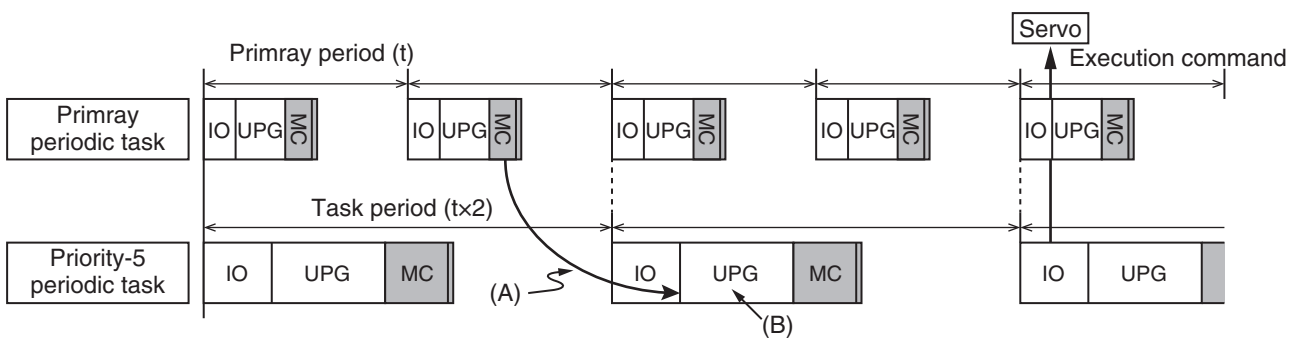 Servo
Primray period (t)
Execution command
Primray
periodic task
IO UPG MC
IO UPG MC
IO UPG MC
IO UPG MC
IO UPG MC
Task period (t×2)
Priority-5
periodic task
IO UPG MC
IO UPG MC
IO UPG
(A)
(B)